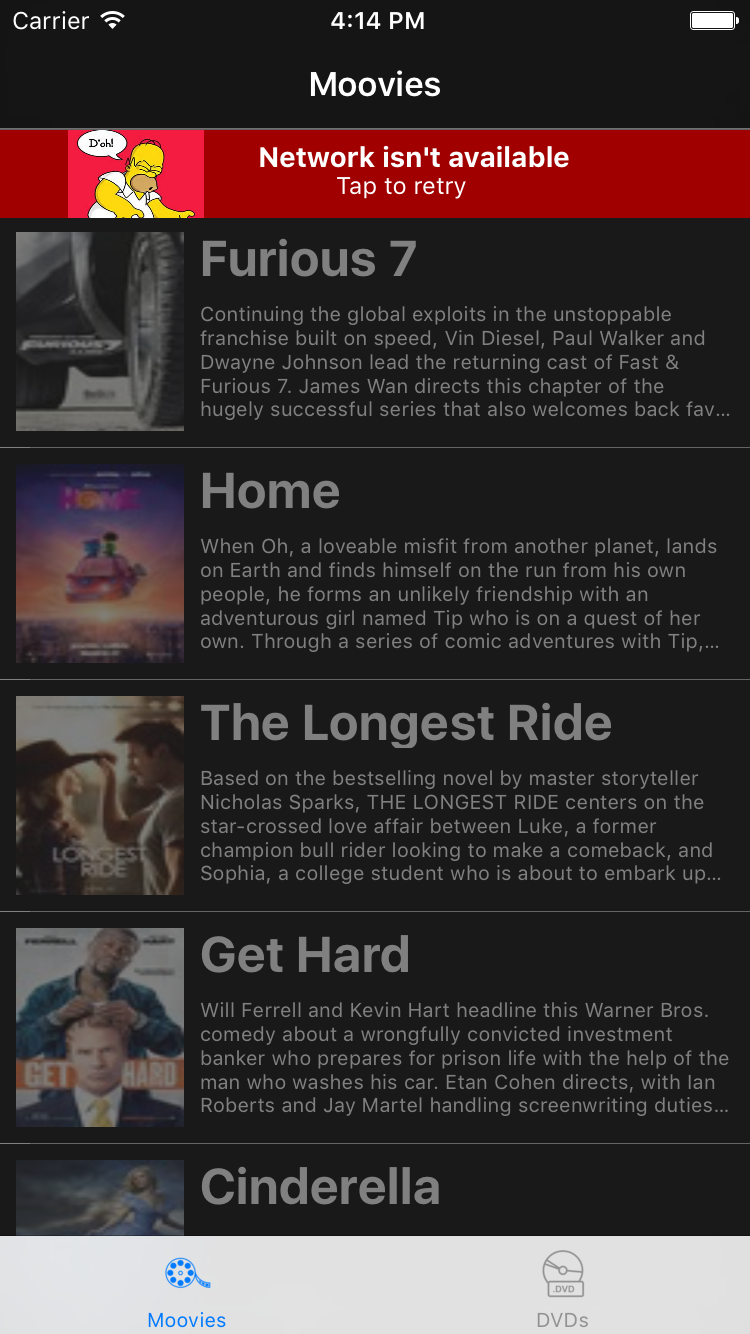 Carrier 4:14 PM
Moovies
D'oh!
Network isn't available
Tap to retry
Furious 7
Continuing the global exploits in the unstoppable
franchise built on speed, Vin Diesel, Paul Walker and
Dwayne Johnson lead the returning cast of Fast &
Furious 7. James Wan directs this chapter of the
hugely successful series that also welcomes back fav...
FURIOUS 7
Home
When Oh, a loveable misfit from another planet, lands
on Earth and finds himself on the run from his own
people, he forms an unlikely friendship with an
adventurous girl named Tip who is on a quest of her
own. Through a series of comic adventures with Tip,...
HOME
The Longest Ride
Based on the bestselling novel by master storyteller
Nicholas Sparks, THE LONGEST RIDE centers on the
star-crossed love affair between Luke, a former
champion bull rider looking to make a comeback, and
Sophia, a college student who is about to embark up...
LONGEST
RIDE
Get Hard
Will Ferrell and Kevin Hart headline this Warner Bros.
comedy about a wrongfully convicted investment
banker who prepares for prison life with the help of the
man who washes his car. Etan Cohen directs, with Ian
Roberts and Jay Martel handling screenwriting duties...
FERRELL HART
GET HARD
Cinderella
.DVD
Moovies DVDs